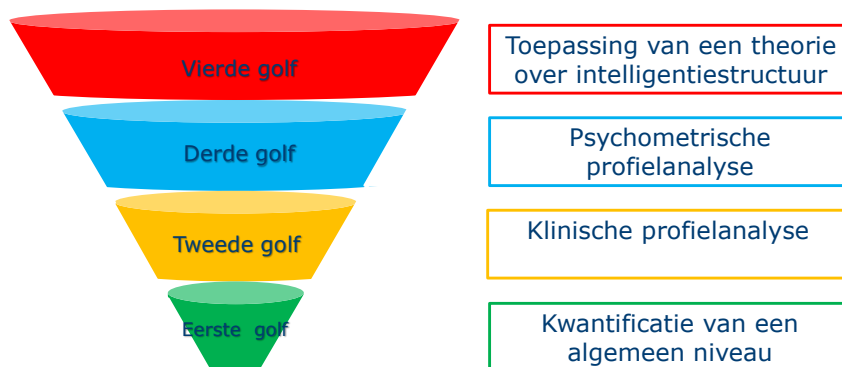 Vierde golf
Toepassing van een theorie
over intelligentiestructuur
Derde golf
Psychometrische
profielanalyse
Tweede golf
Klinische profielanalyse
Eerste golf
Kwantificatie van een
algemeen niveau